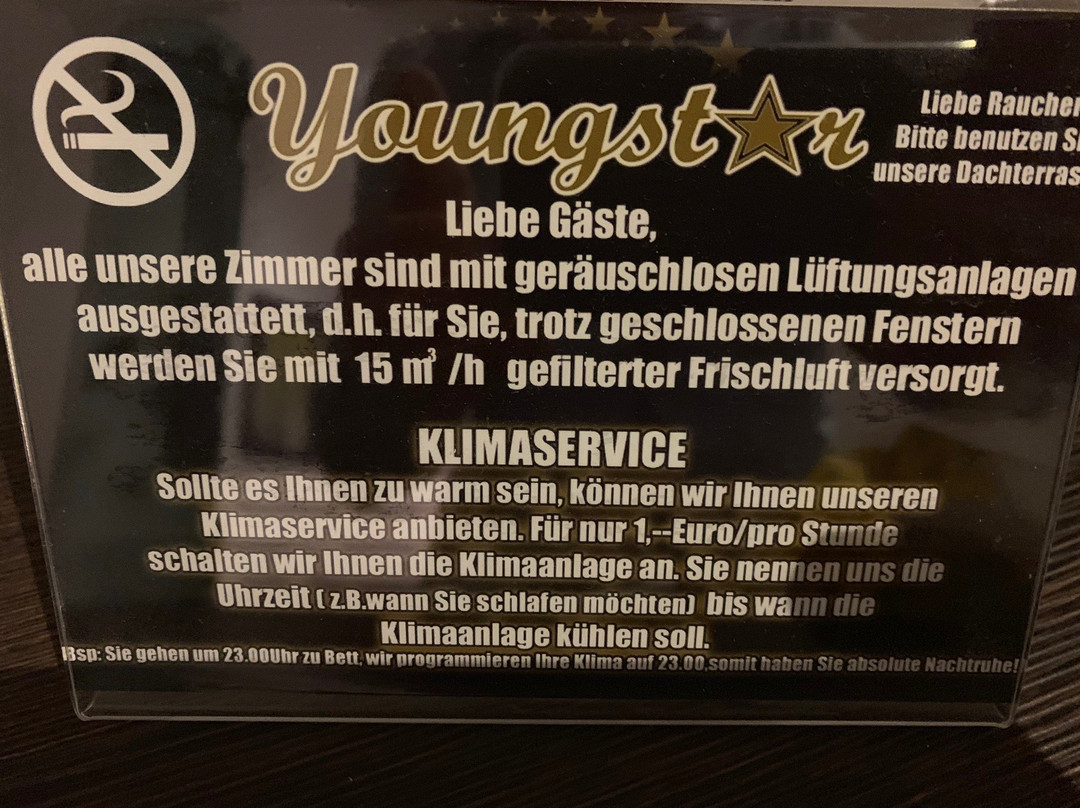 Youngst★r
Liebe Raucher
Bitte benutzen
unsere
Liebe Gäste,
alle unsere Zimmer sind mit geräuschlosen Lüftungsanlagen
ausgestattett, d.h. für Sie, trotz geschlossenen Fenstern
werden Sie mit 15 m³ /h gefilterter Frischluft versorgt.
KLIMASERVICE
Sollte es Ihnen zu warm sein, können wir Ihnen unseren
Klimaservice anbieten. Für nur 1,--Euro/pro Stunde
schalten wir Ihnen die Klimaanlage an. Sie nennen uns die
Uhrzeit ( z.B.wann Sie schlafen möchten) bis wann die
Klimaanlage kühlen soll.
Bsp: Sie gehen um 23.00Uhr zu Bett, wir programmieren Ihre Klima auf 23.00,somit haben Sie absolute Nachtruhe!